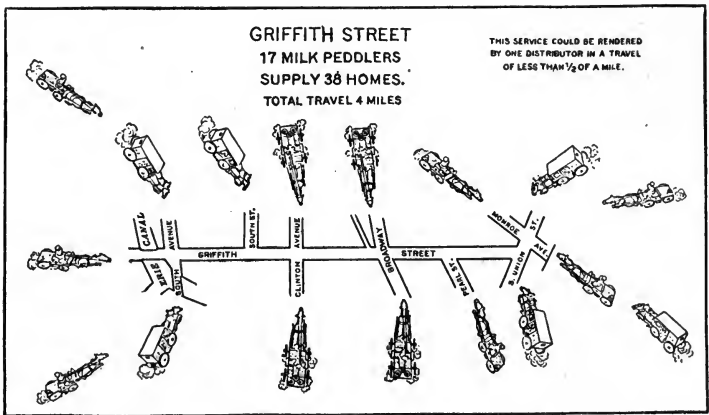 GRIFFITH STREET
17 MILK PEDDLERS
SUPPLY 38 HOMES.
TOTAL TRAVEL 4 MILES
THIS SERVICE COULD BE RENDERED
BY ONE DISTRIBUTOR IN A TRAVEL
OF LESS THAN 1/2 OF A MILE.
CANAL
AVENUE
SOUTH ST.
AVENUE
BROADWAY
MONROE
ST.
AVE.
GRIFFITH
STREET
ERIE
SOUTH
CLINTON
PEARL ST.
S. UNION